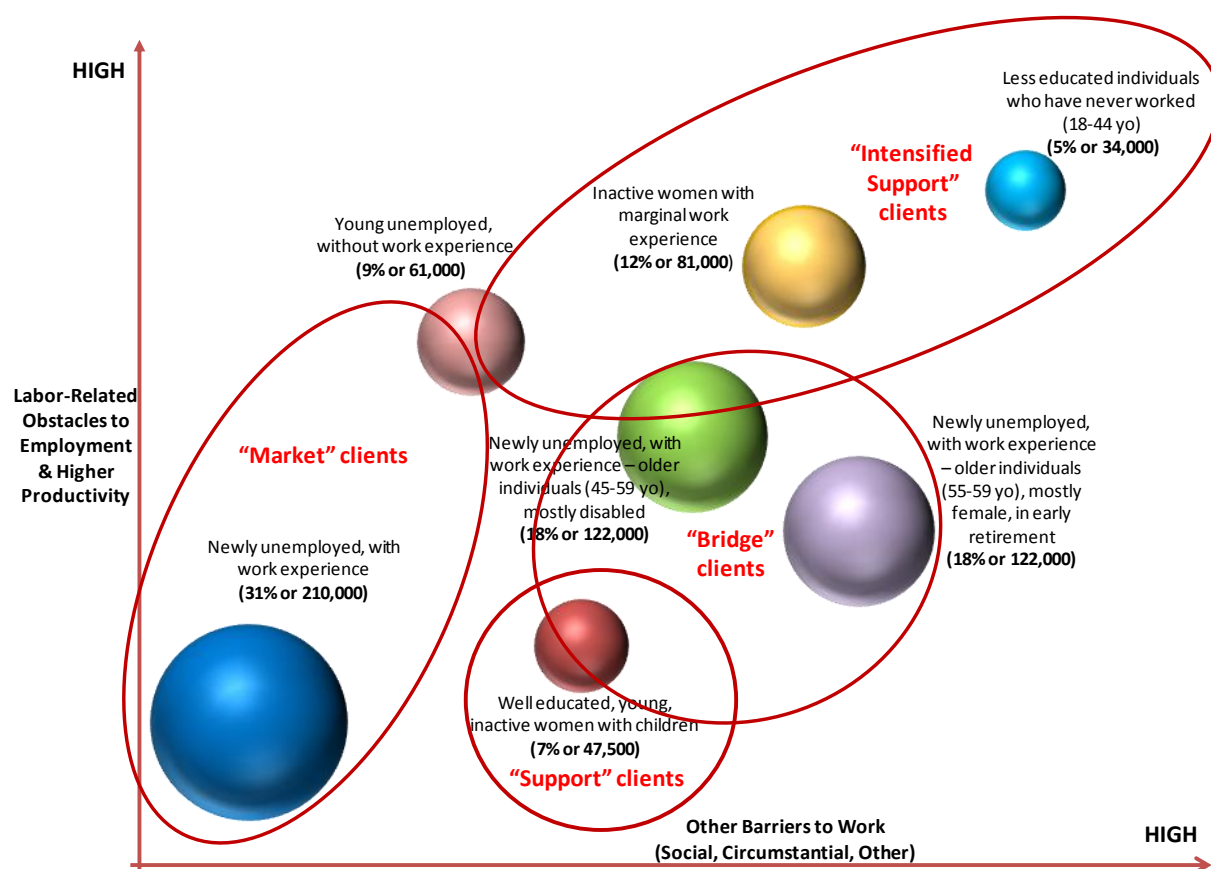 HIGH
Less educated individuals
who have never worked
(18-44 yo)
(5% or 34,000)
“Intensified
Support”
clients
Inactive women with
marginal work
experience
(12% or 81,000)
Young unemployed,
without work experience
(9% or 61,000)
Labor-Related
Obstacles to
Employment
& Higher
Productivity
“Market” clients
Newly unemployed, with
work experience – older
individuals (45-59 yo),
mostly disabled
(18% or 122,000)
Newly unemployed,
with work experience
– older individuals
(55-59 yo), mostly
female, in early
retirement
(18% or 122,000)
“Bridge”
clients
Newly unemployed, with
work experience
(31% or 210,000)
Well educated, young,
inactive women with children
(7% or 47,500)
“Support” clients
Other Barriers to Work
(Social, Circumstantial, Other)
HIGH